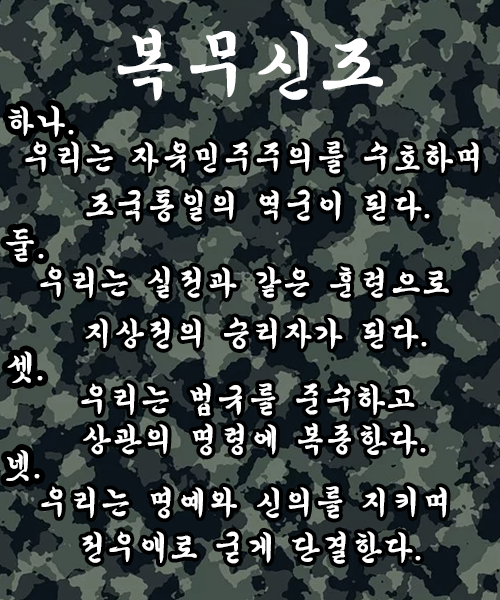 복무신조
하나.
우리는 자유민주주의를 수호하며
조국통일의 역군이 된다.
둘.
우리는 실전과 같은 훈련으로
지상전의 승리자가 된다.
셋.
우리는 법규를 준수하고
상관의 명령에 복종한다.
넷.
우리는 명예와 신의를 지키며
전우애로 굳게 단결한다.